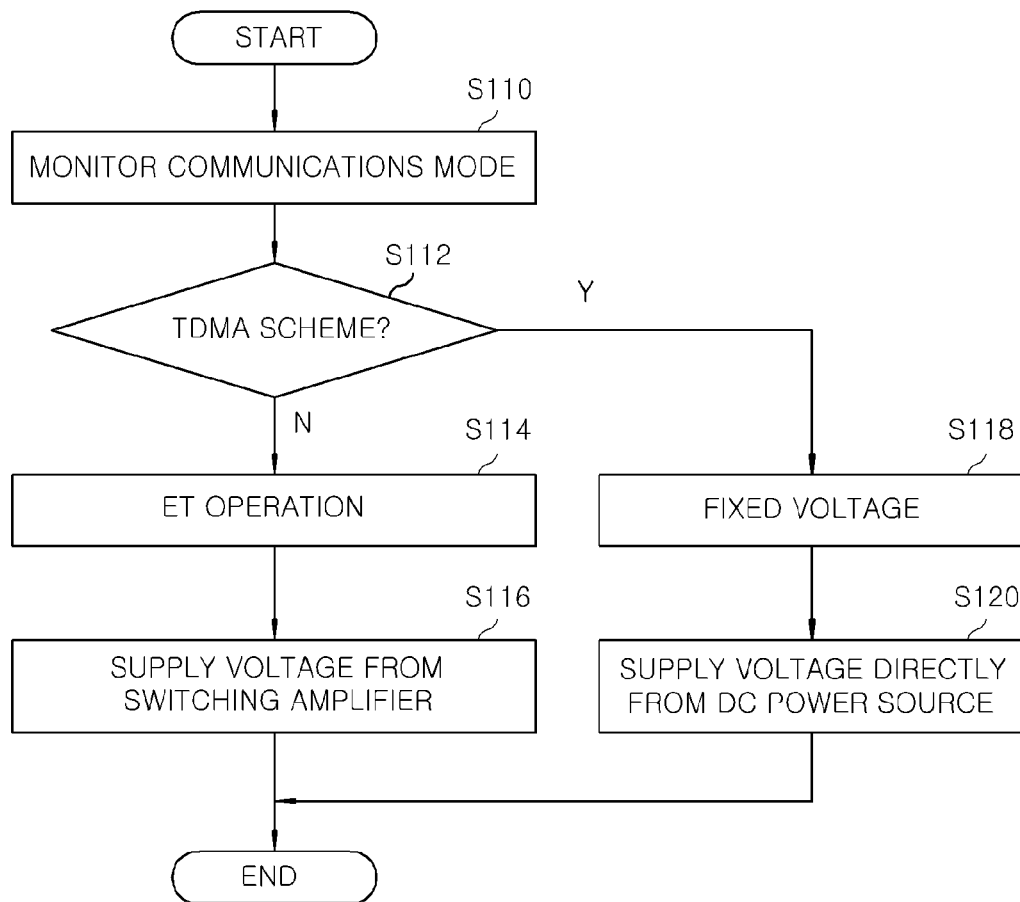 START
S110
MONITOR COMMUNICATIONS MODE
S112
TDMA SCHEME?
Y
N
S114
ET OPERATION
S118
FIXED VOLTAGE
S116
SUPPLY VOLTAGE FROM
SWITCHING AMPLIFIER
S120
SUPPLY VOLTAGE DIRECTLY
FROM DC POWER SOURCE
END